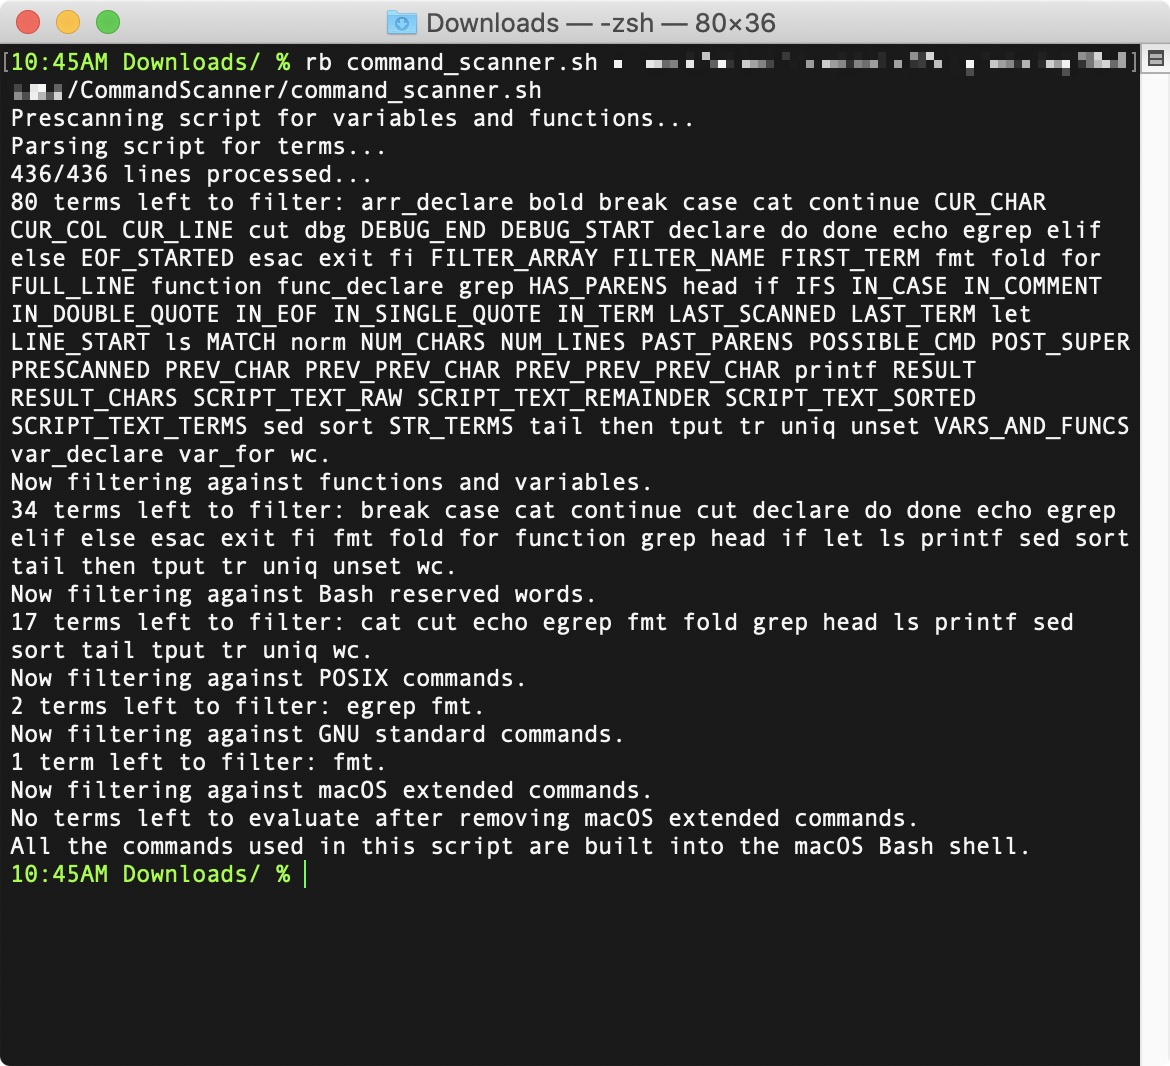 Downloads — -zsh — 80×36
[10:45AM Downloads/ % rb command_scanner.sh ]
/CommandScanner/command_scanner.sh
Prescanning script for variables and functions...
Parsing script for terms...
436/436 lines processed...
80 terms left to filter: arr_declare bold break case cat continue CUR_CHAR
CUR_COL CUR_LINE cut dbg DEBUG_END DEBUG_START declare do done echo egrep elif
else EOF_STARTED esac exit fi FILTER_ARRAY FILTER_NAME FIRST_TERM fmt fold for
FULL_LINE function func_declare grep HAS_PARENS head if IFS IN_CASE IN_COMMENT
IN_DOUBLE_QUOTE IN_EOF IN_SINGLE_QUOTE IN_TERM LAST_SCANNED LAST_TERM let
LINE_START ls MATCH norm NUM_CHARS NUM_LINES PAST_PARENS POSSIBLE_CMD POST_SUPER
PRESCANNED PREV_CHAR PREV_PREV_CHAR PREV_PREV_PREV_CHAR printf RESULT
RESULT_CHARS SCRIPT_TEXT_RAW SCRIPT_TEXT_REMAINDER SCRIPT_TEXT_SORTED
SCRIPT_TEXT_TERMS sed sort STR_TERMS tail then tput tr uniq unset VARS_AND_FUNCS
var_declare var_for wc.
Now filtering against functions and variables.
34 terms left to filter: break case cat continue cut declare do done echo egrep
elif else esac exit fi fmt fold for function grep head if let ls printf sed sort
tail then tput tr uniq unset wc.
Now filtering against Bash reserved words.
17 terms left to filter: cat cut echo egrep fmt fold grep head ls printf sed
sort tail tput tr uniq wc.
Now filtering against POSIX commands.
2 terms left to filter: egrep fmt.
Now filtering against GNU standard commands.
1 term left to filter: fmt.
Now filtering against macOS extended commands.
No terms left to evaluate after removing macOS extended commands.
All the commands used in this script are built into the macOS Bash shell.
10:45AM Downloads/ %